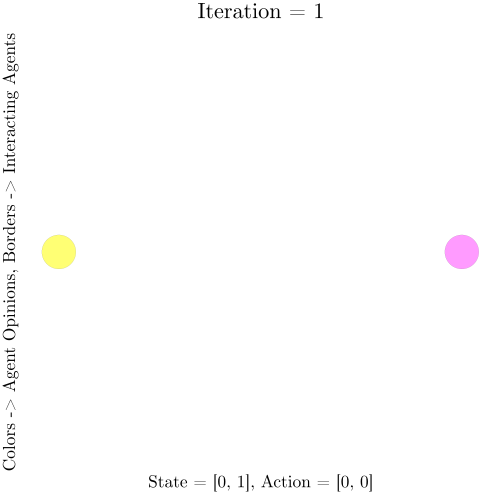 Iteration = 1
Colors -> Agent Opinions, Borders -> Interacting Agents
State = [0, 1], Action = [0, 0]